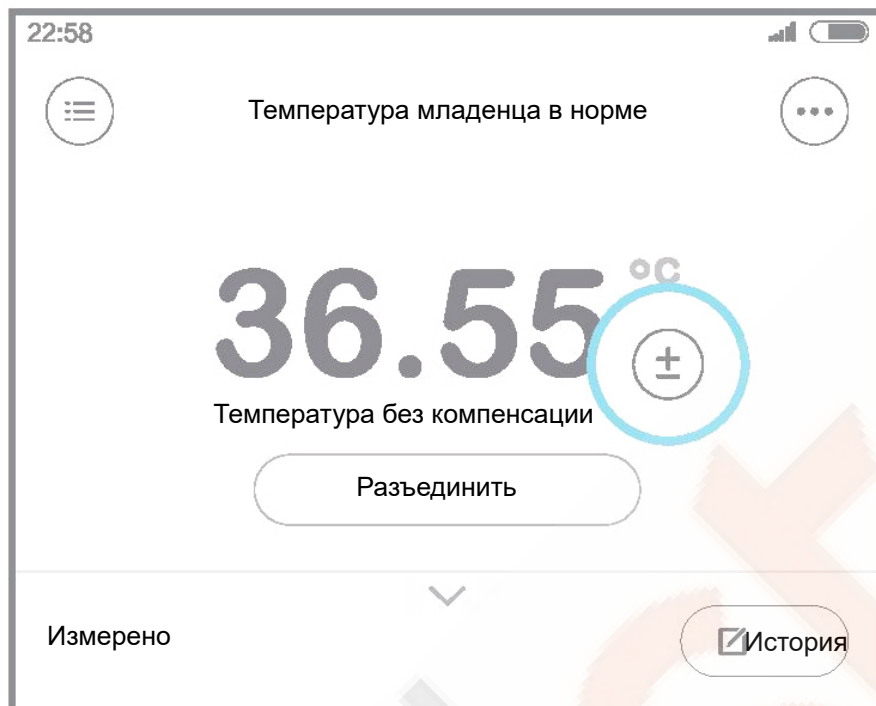 22:58
Температура младенца в норме
36.55 °C
±
Температура без компенсации
Разъединить
Измерено
История